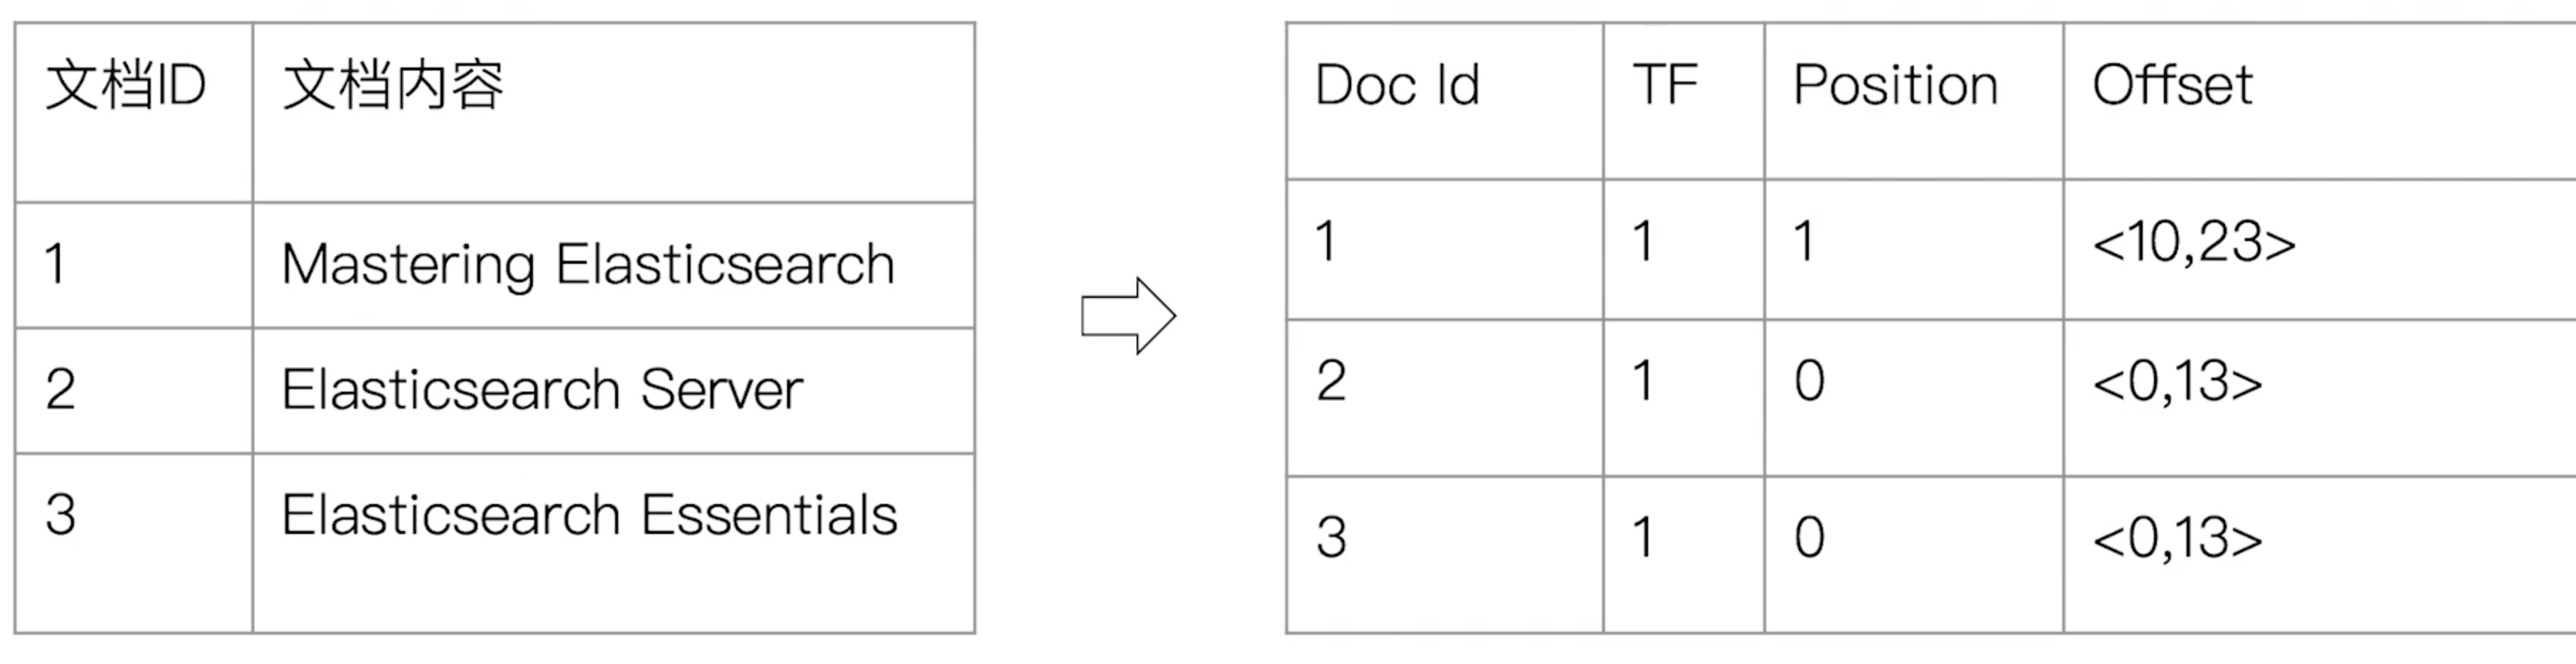 文档ID 文档内容
1 Mastering Elasticsearch
2 Elasticsearch Server
3 Elasticsearch Essentials
Doc Id TF Position Offset
1 1 1 <10,23>
2 1 0 <0,13>
3 1 0 <0,13>